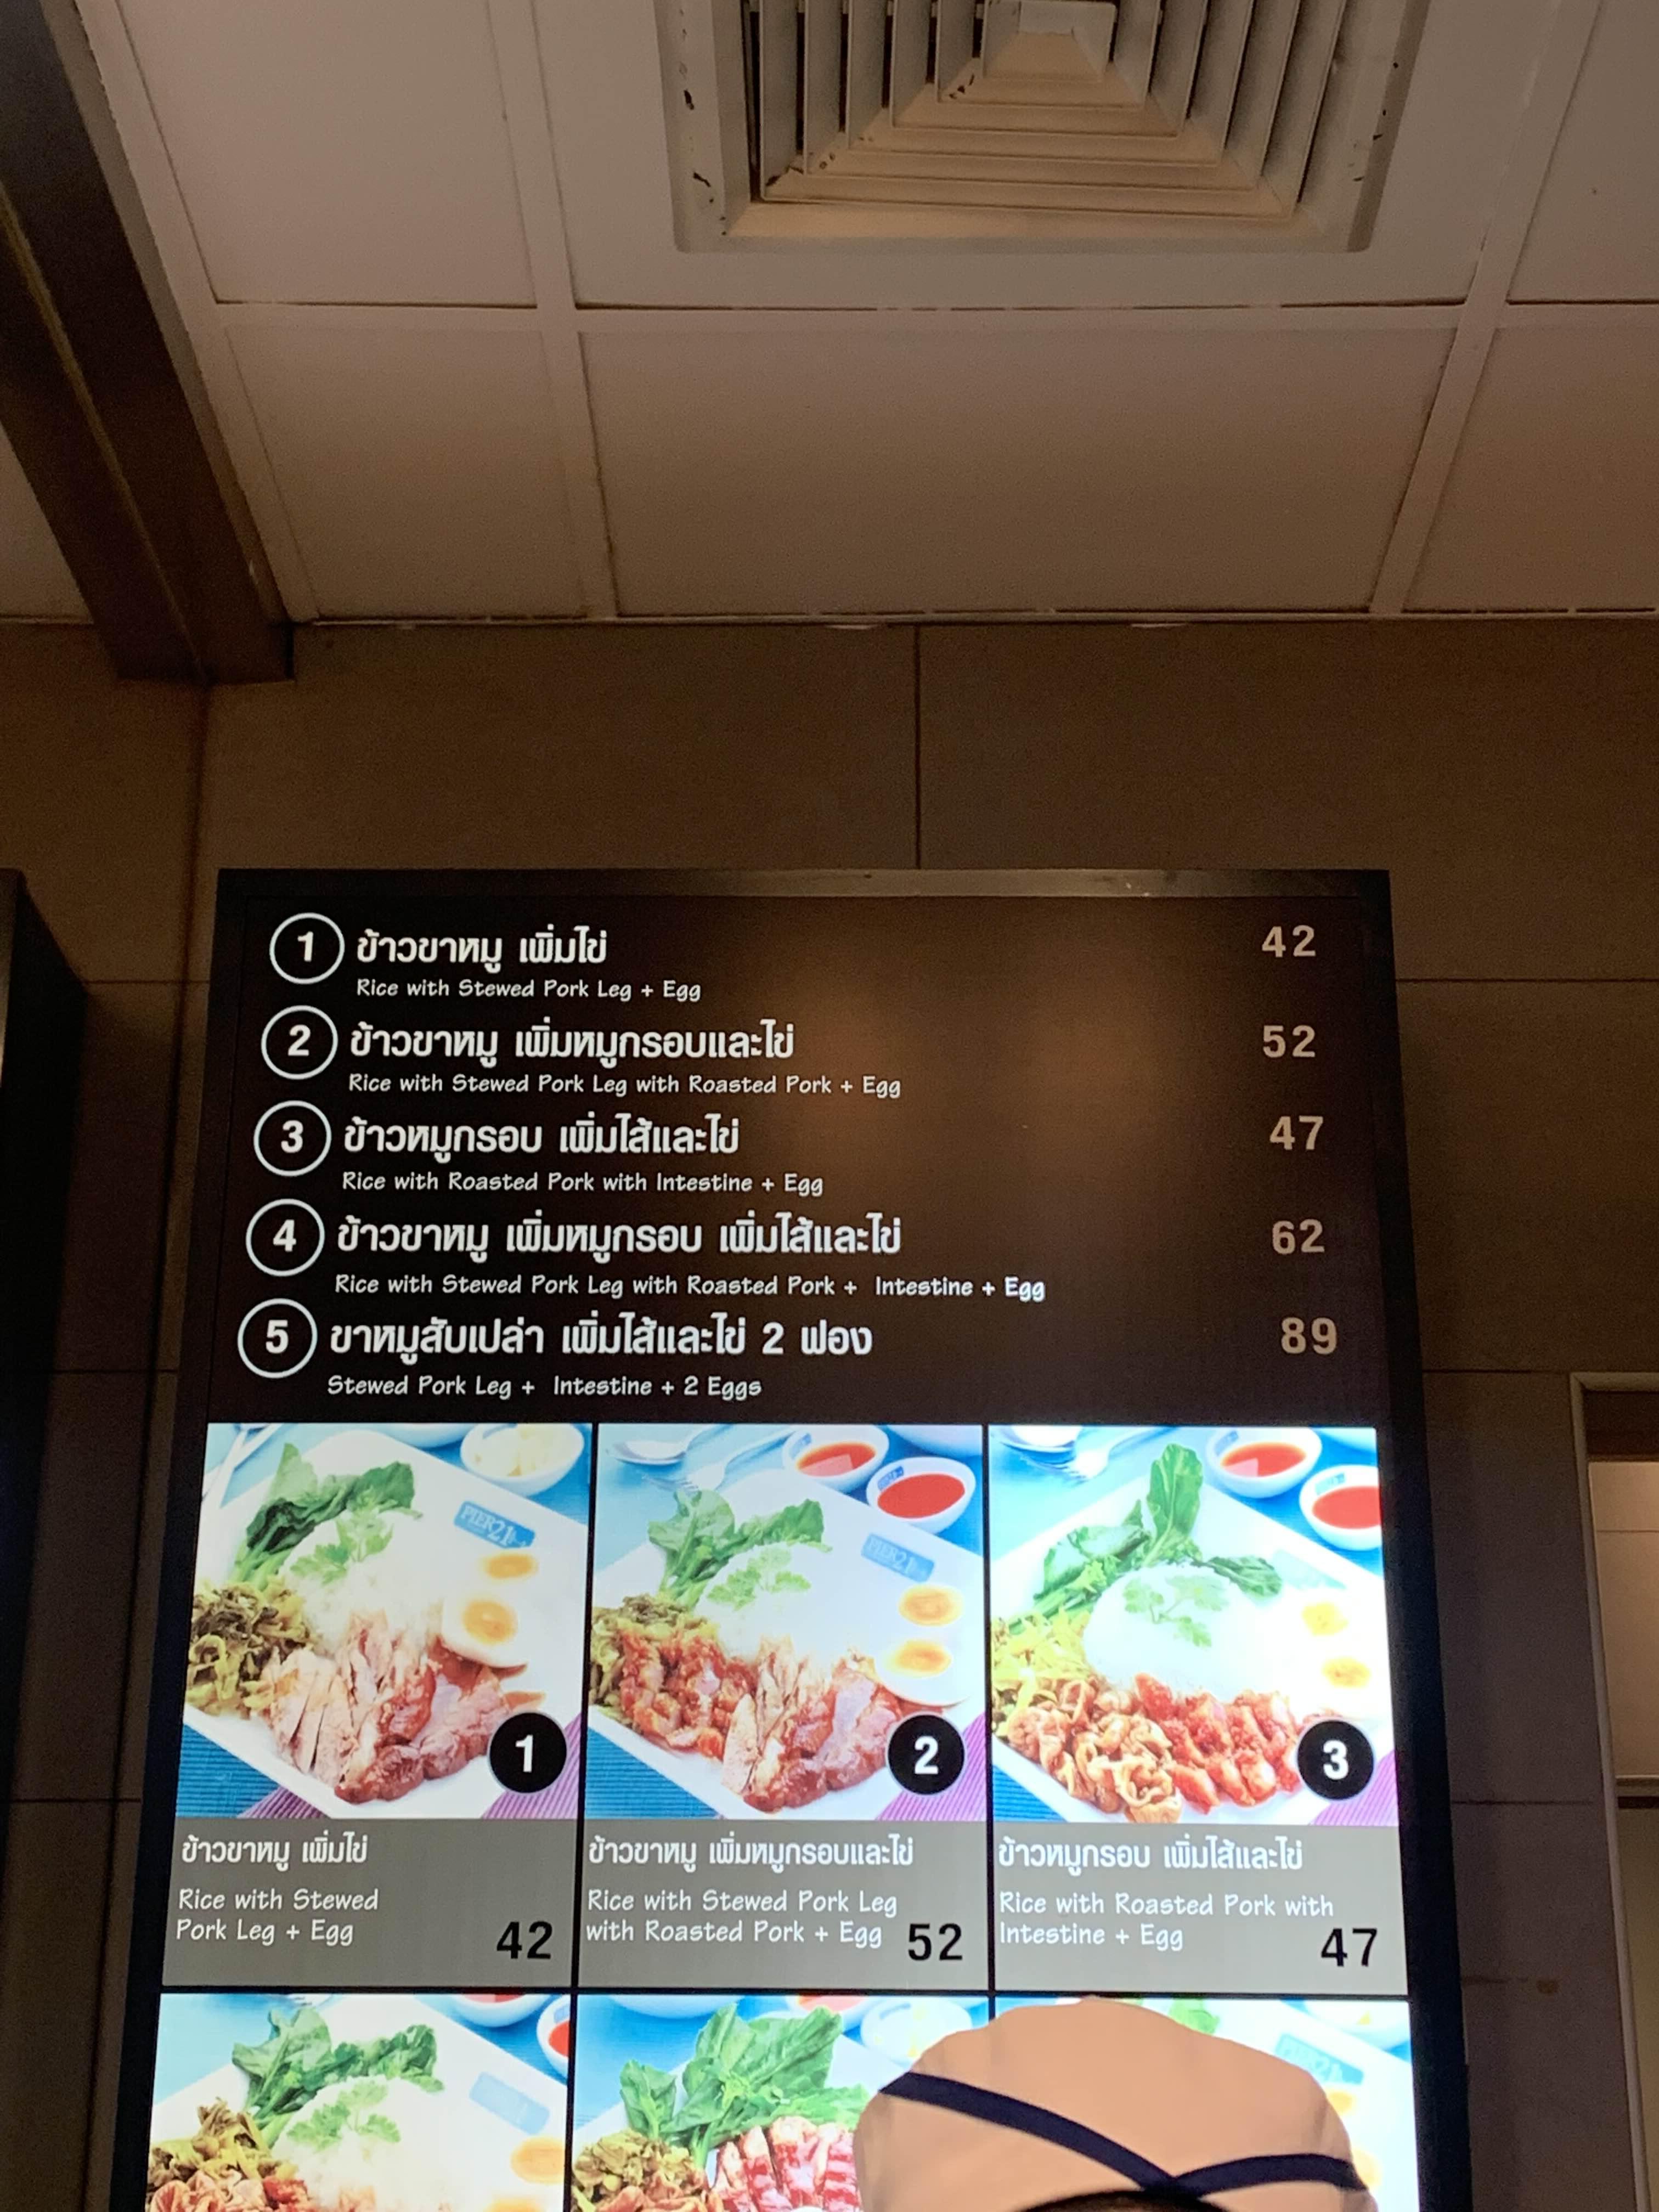 1 ข้าวขาหมู เพิ่มไข่ 42
Rice with Stewed Pork Leg + Egg
2 ข้าวขาหมู เพิ่มหมูกรอบและไข่ 52
Rice with Stewed Pork Leg with Roasted Pork + Egg
3 ข้าวหมูกรอบ เพิ่มไส้และไข่ 47
Rice with Roasted Pork with Intestine + Egg
4 ข้าวขาหมู เพิ่มหมูกรอบ เพิ่มไส้และไข่ 62
Rice with Stewed Pork Leg with Roasted Pork + Intestine + Egg
5 ขาหมูสับเปล่า เพิ่มไส้และไข่ 2 ฟอง 89
Stewed Pork Leg + Intestine + 2 Eggs
PIER21
1
ข้าวขาหมู เพิ่มไข่
Rice with Stewed
Pork Leg + Egg 42
PIER21
2
ข้าวขาหมู เพิ่มหมูกรอบและไข่
Rice with Stewed Pork Leg
with Roasted Pork + Egg 52
3
ข้าวหมูกรอบ เพิ่มไส้และไข่
Rice with Roasted Pork with
Intestine + Egg 47